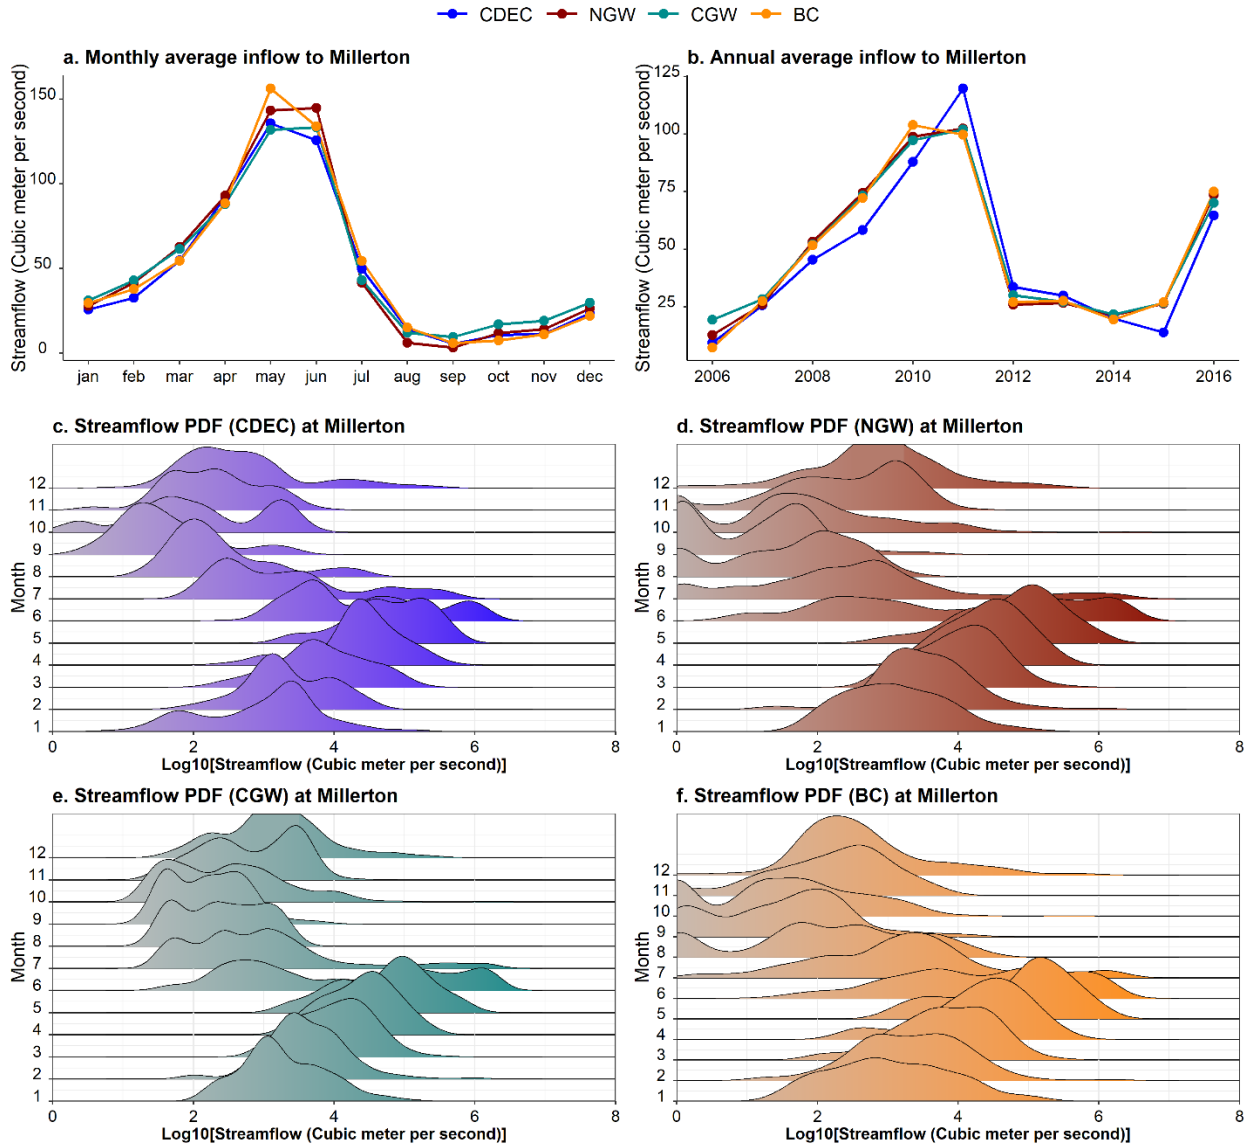 CDEC NGW CGW BC
a. Monthly average inflow to Millerton
Streamflow (Cubic meter per second)
150
100
50
0
jan feb mar apr may jun jul aug sep oct nov dec
b. Annual average inflow to Millerton
Streamflow (Cubic meter per second)
125
100
75
50
25
2006 2008 2010 2012 2014 2016
c. Streamflow PDF (CDEC) at Millerton
Month
12
11
10
9
8
7
6
5
4
3
2
1
0 2 4 6 8
Log10[Streamflow (Cubic meter per second)]
d. Streamflow PDF (NGW) at Millerton
Month
12
11
10
9
8
7
6
5
4
3
2
1
0 2 4 6 8
Log10[Streamflow (Cubic meter per second)]
e. Streamflow PDF (CGW) at Millerton
Month
12
11
10
9
8
7
6
5
4
3
2
1
0 2 4 6 8
Log10[Streamflow (Cubic meter per second)]
f. Streamflow PDF (BC) at Millerton
Month
12
11
10
9
8
7
6
5
4
3
2
1
0 2 4 6 8
Log10[Streamflow (Cubic meter per second)]